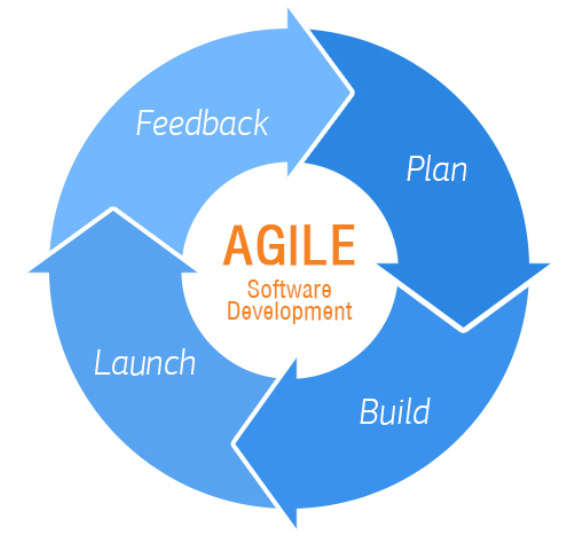 Feedback
Plan
AGILE
Software
Development
Launch
Build